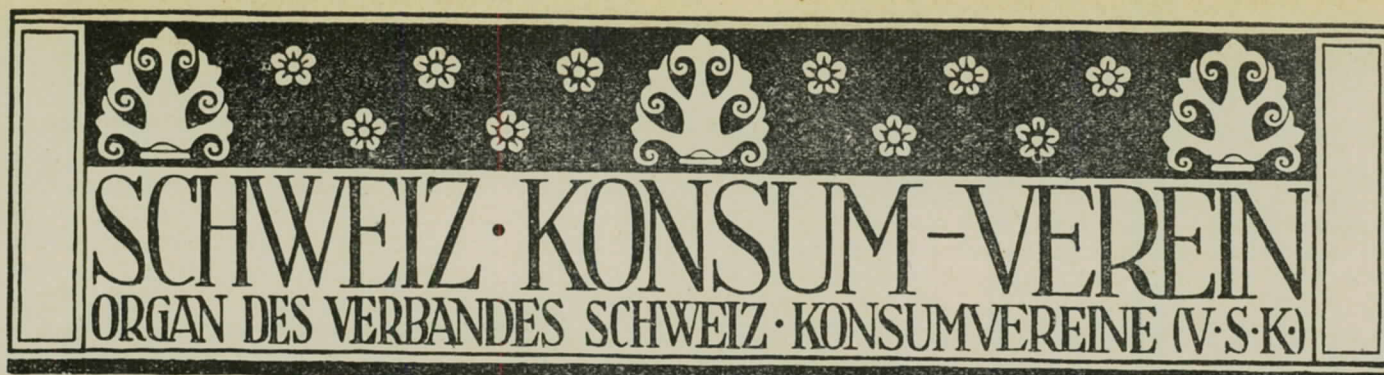 SCHWEIZ · KONSUM-VEREIN
ORGAN DES VERBANDES SCHWEIZ · KONSUMVEREINE (V·S·K·)